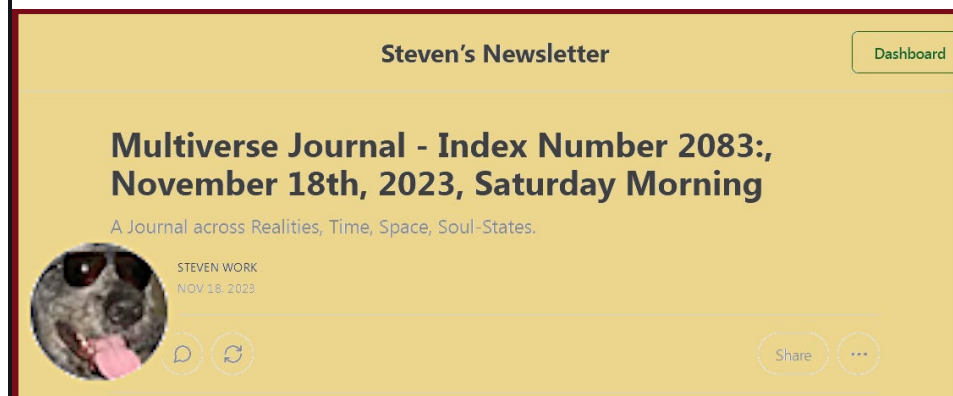 Steven's Newsletter
Dashboard
Multiverse Journal - Index Number 2083:,
November 18th, 2023, Saturday Morning
A Journal across Realities, Time, Space, Soul-States.
STEVEN WORK
NOV 18, 2023
Share